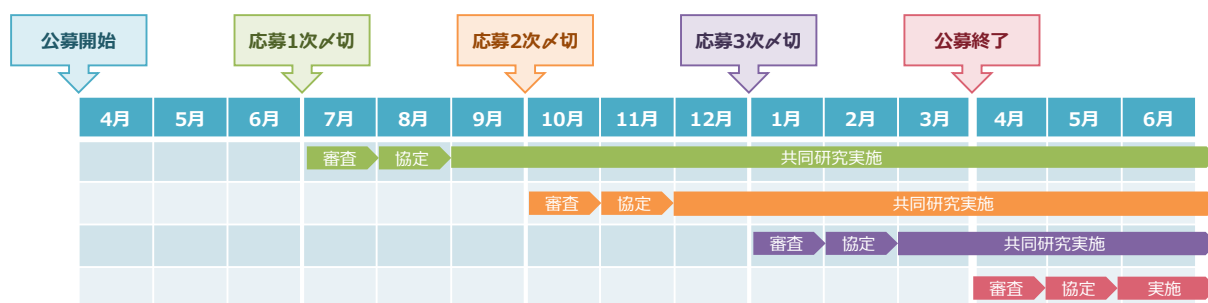 公募開始
応募1次〆切
応募2次〆切
応募3次〆切
公募終了
4月 5月 6月 7月 8月 9月 10月 11月 12月 1月 2月 3月 4月 5月 6月
審査 協定 共同研究実施
審査 協定 共同研究実施
審査 協定 共同研究実施
審査 協定 実施